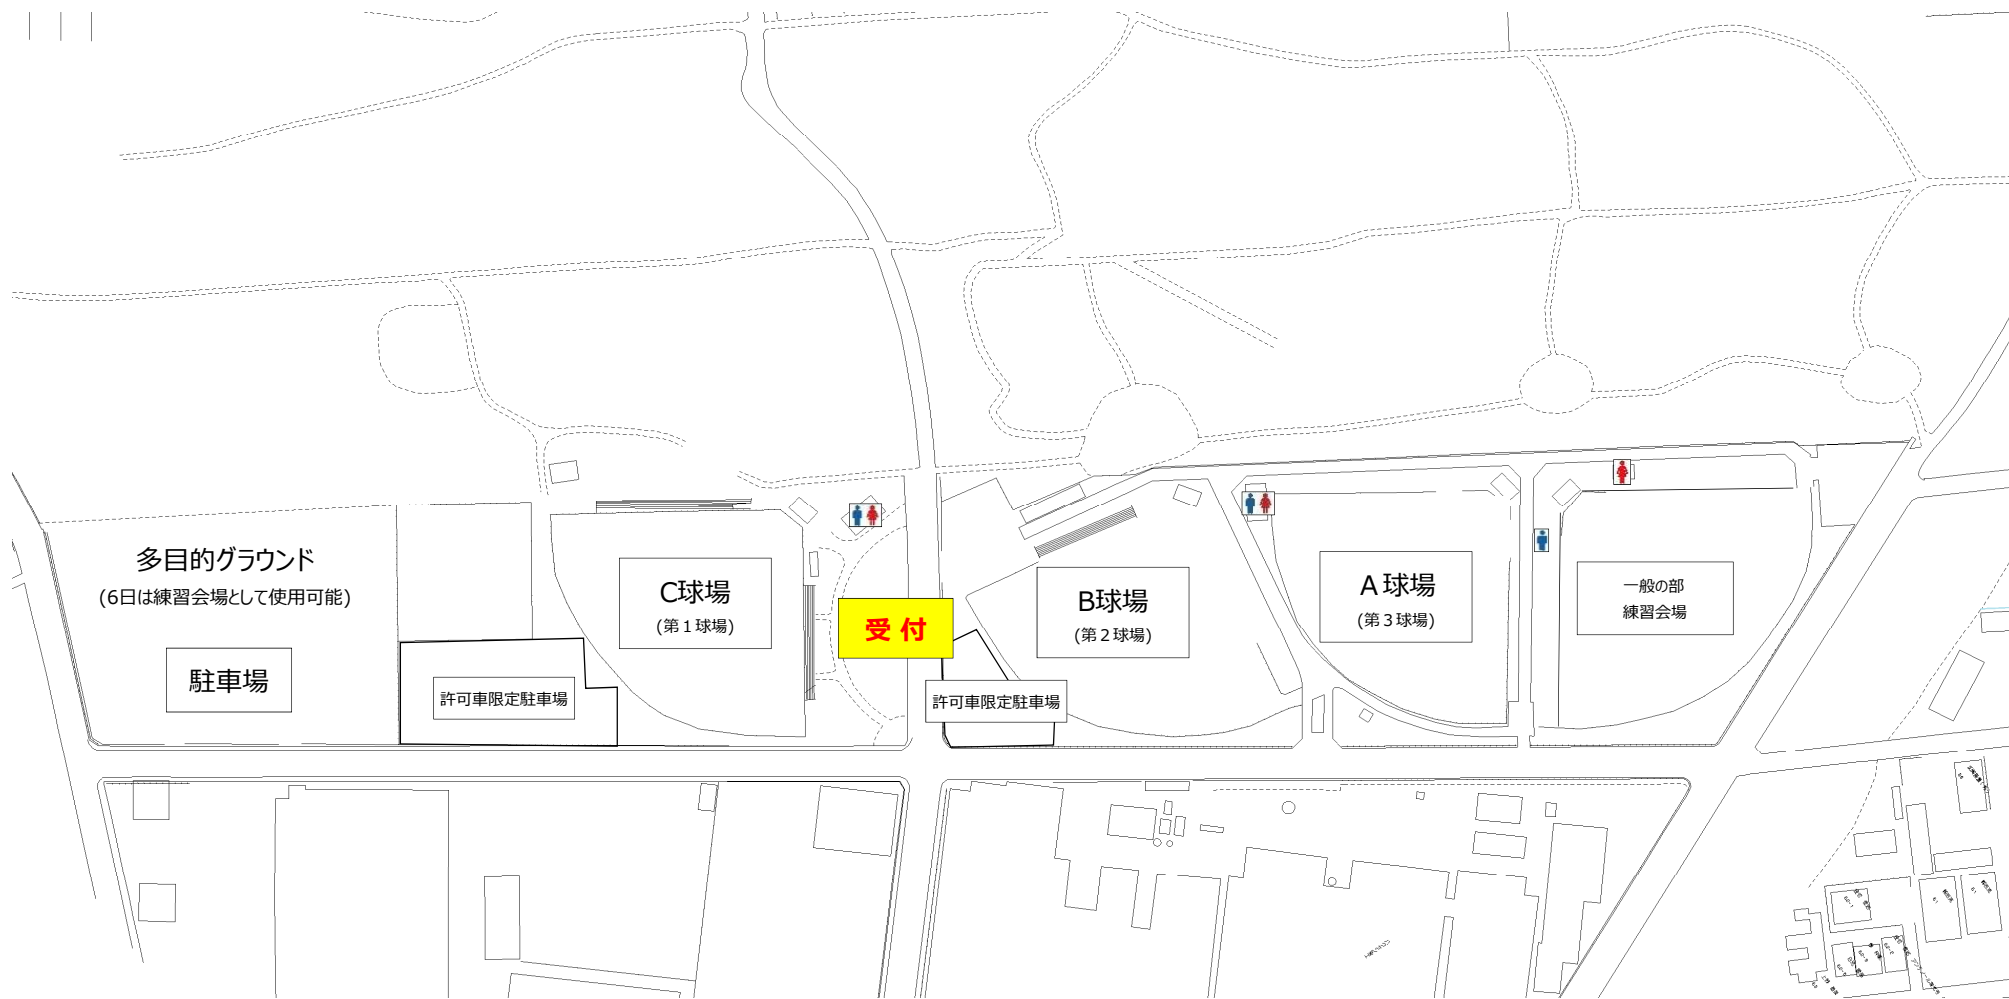 多目的グラウンド
(6日は練習会場として使用可能)
駐車場
許可車限定駐車場
C球場
(第1球場)
受 付
許可車限定駐車場
B球場
(第2球場)
A球場
(第3球場)
一般の部
練習会場